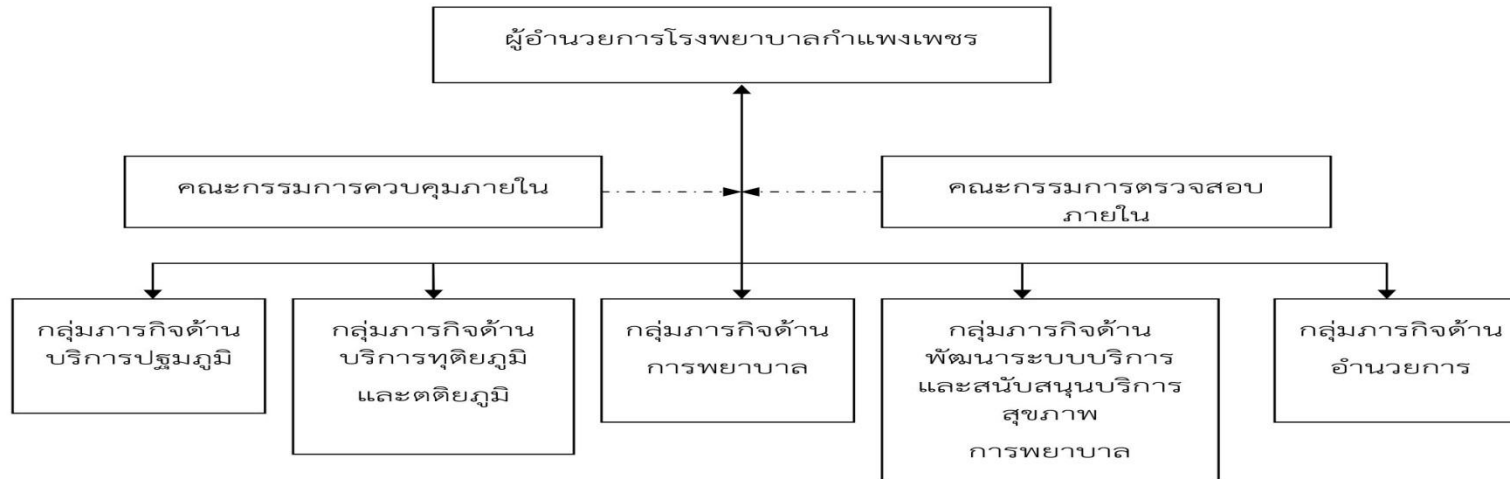 ผู้อำนวยการโรงพยาบาลกำแพงเพชร
คณะกรรมการควบคุมภายใน
คณะกรรมการตรวจสอบ
ภายใน
กลุ่มภารกิจด้าน
บริการปฐมภูมิ
กลุ่มภารกิจด้าน
บริการทุติยภูมิ
และตติยภูมิ
กลุ่มภารกิจด้าน
การพยาบาล
กลุ่มภารกิจด้าน
พัฒนาระบบบริการ
และสนับสนุนบริการ
สุขภาพ
การพยาบาล
กลุ่มภารกิจด้าน
อำนวยการ